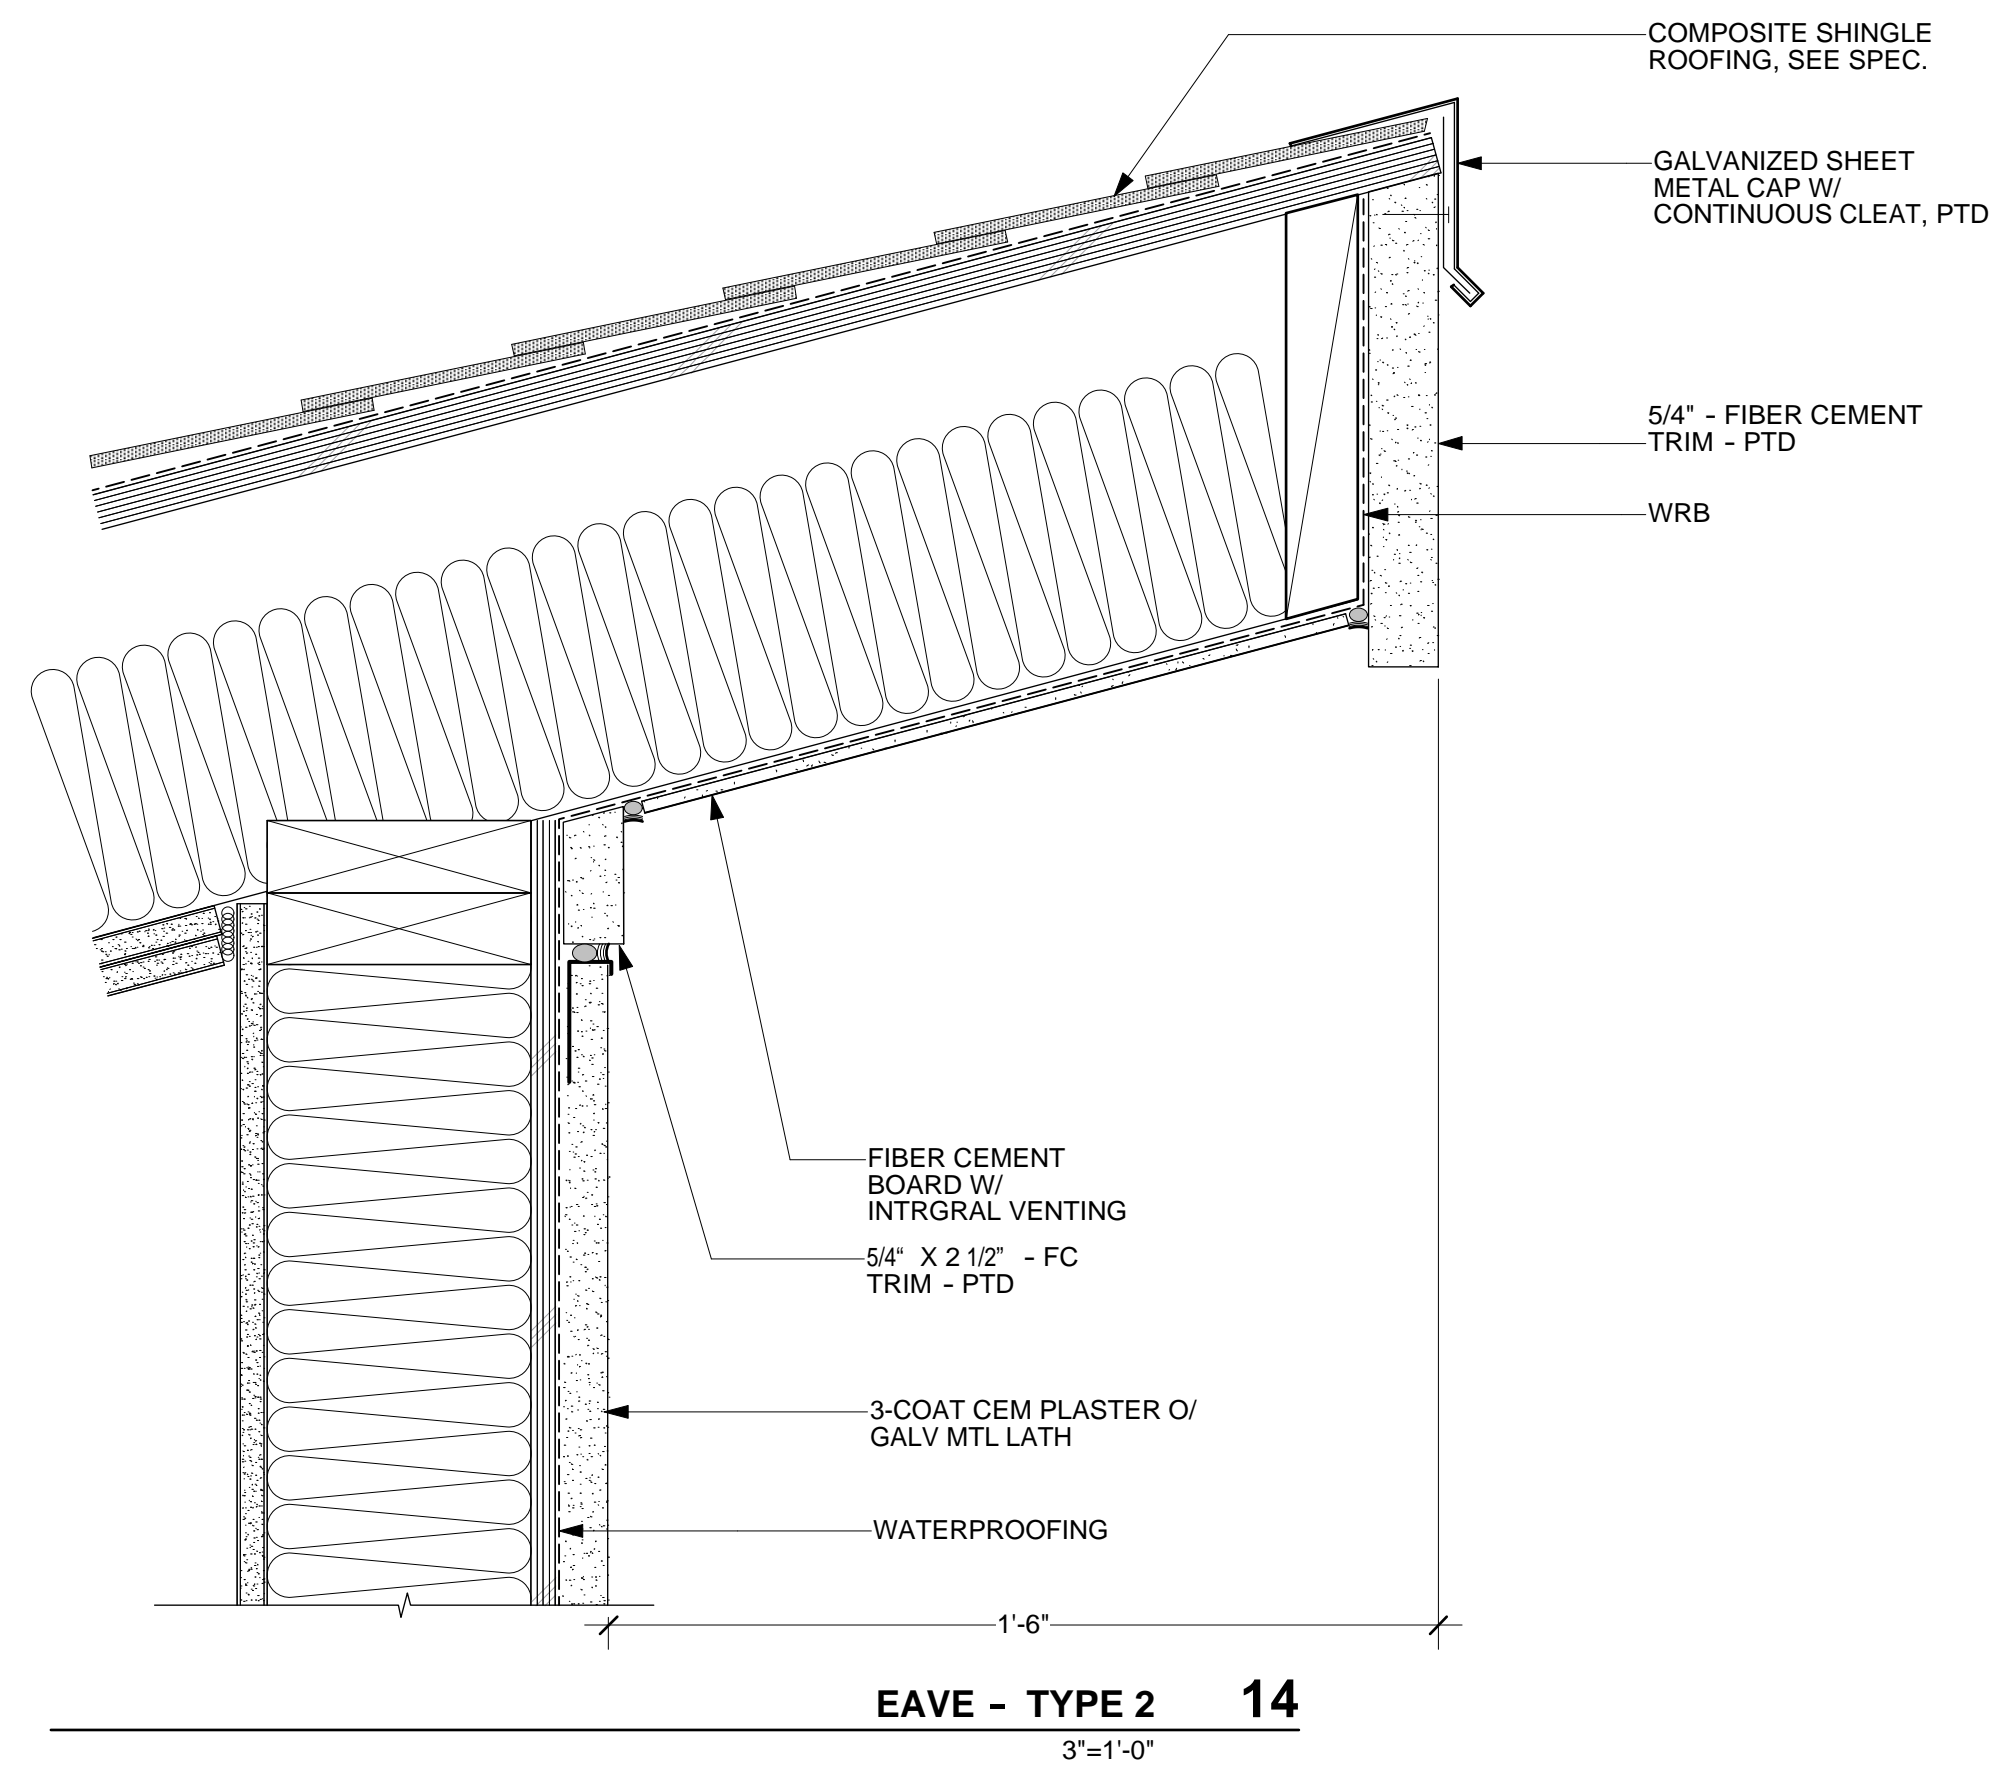 COMPOSITE SHINGLE
ROOFING, SEE SPEC.
GALVANIZED SHEET
METAL CAP W/
CONTINUOUS CLEAT, PTD
5/4" - FIBER CEMENT
TRIM - PTD
WRB
FIBER CEMENT
BOARD W/
INTRGRAL VENTING
5/4“ X 2 1/2” - FC
TRIM - PTD
3-COAT CEM PLASTER O/
GALV MTL LATH
WATERPROOFING
1'-6"
EAVE - TYPE 2 14
3"=1'-0"